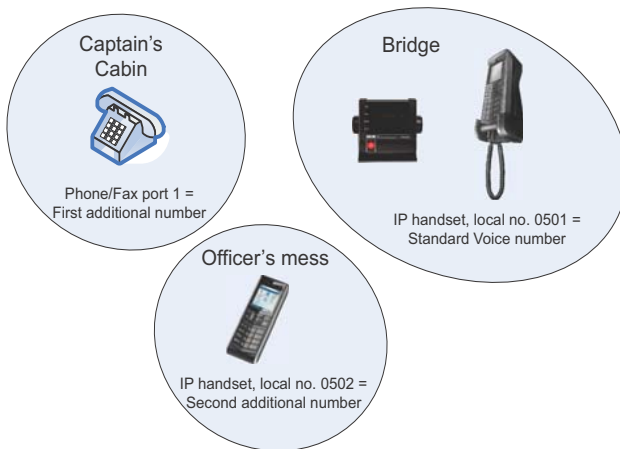 Captain's
Cabin
Phone/Fax port 1 =
First additional number
Bridge
IP handset, local no. 0501 =
Standard Voice number
Officer's mess
IP handset, local no. 0502 =
Second additional number